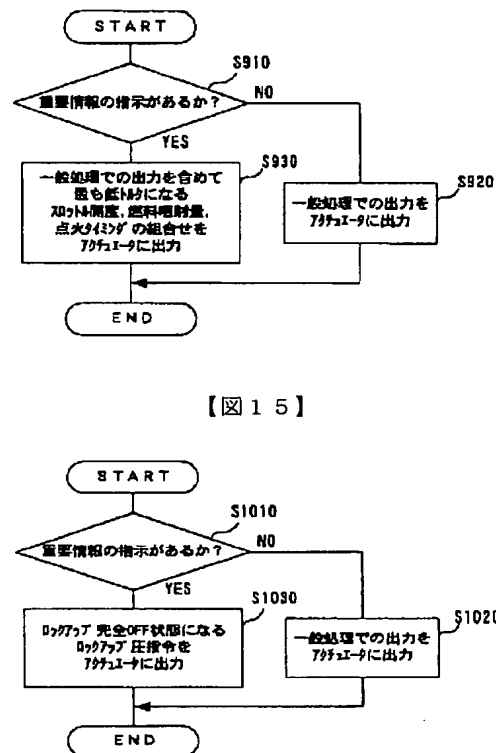 START
S910
重要情報の指示があるか?
NO
YES
S930
一般処理での出力を含めて
最も低トルクになる
スロットル開度,燃料噴射量,
点火タイミングの組合せを
アクチュエータに出力
S920
一般処理での出力を
アクチュエータに出力
END
【図15】
START
S1010
重要情報の指示があるか?
NO
YES
S1030
ロックアップ完全OFF状態になる
ロックアップ圧指令を
アクチュエータに出力
S1020
一般処理での出力を
アクチュエータに出力
END